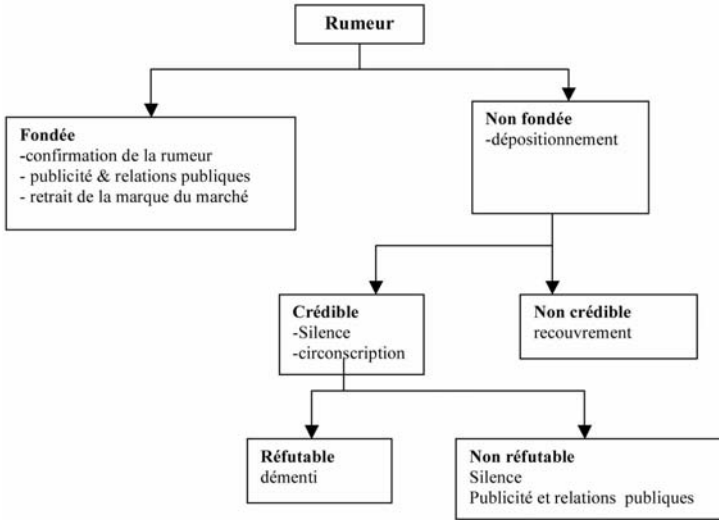 Rumeur
Fondée
-confirmation de la rumeur
- publicité & relations publiques
- retrait de la marque du marché
Non fondée
-dépositionnement
Crédible
-Silence
-circonscription
Non crédible
recouvrement
Réfutable
démenti
Non réfutable
Silence
Publicité et relations publiques